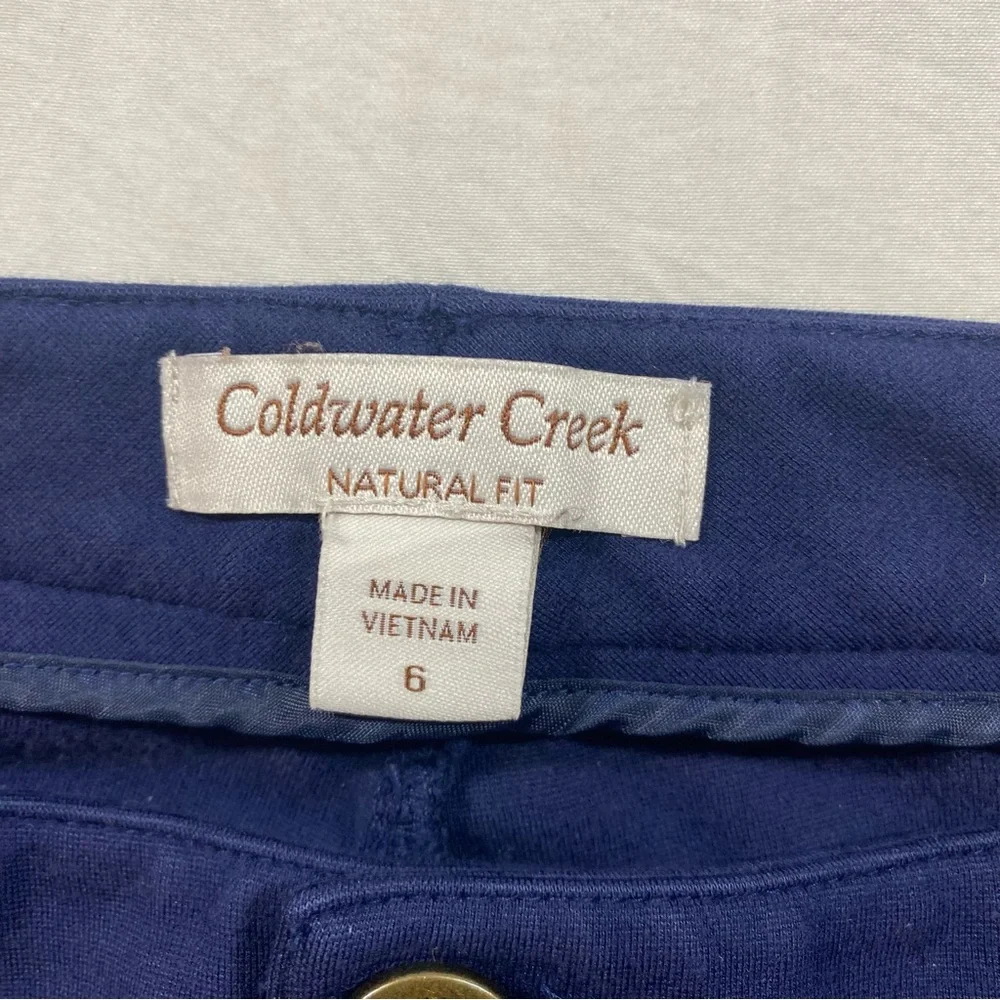 Coldwater Creek
NATURAL FIT
MADE IN
VIETNAM
6